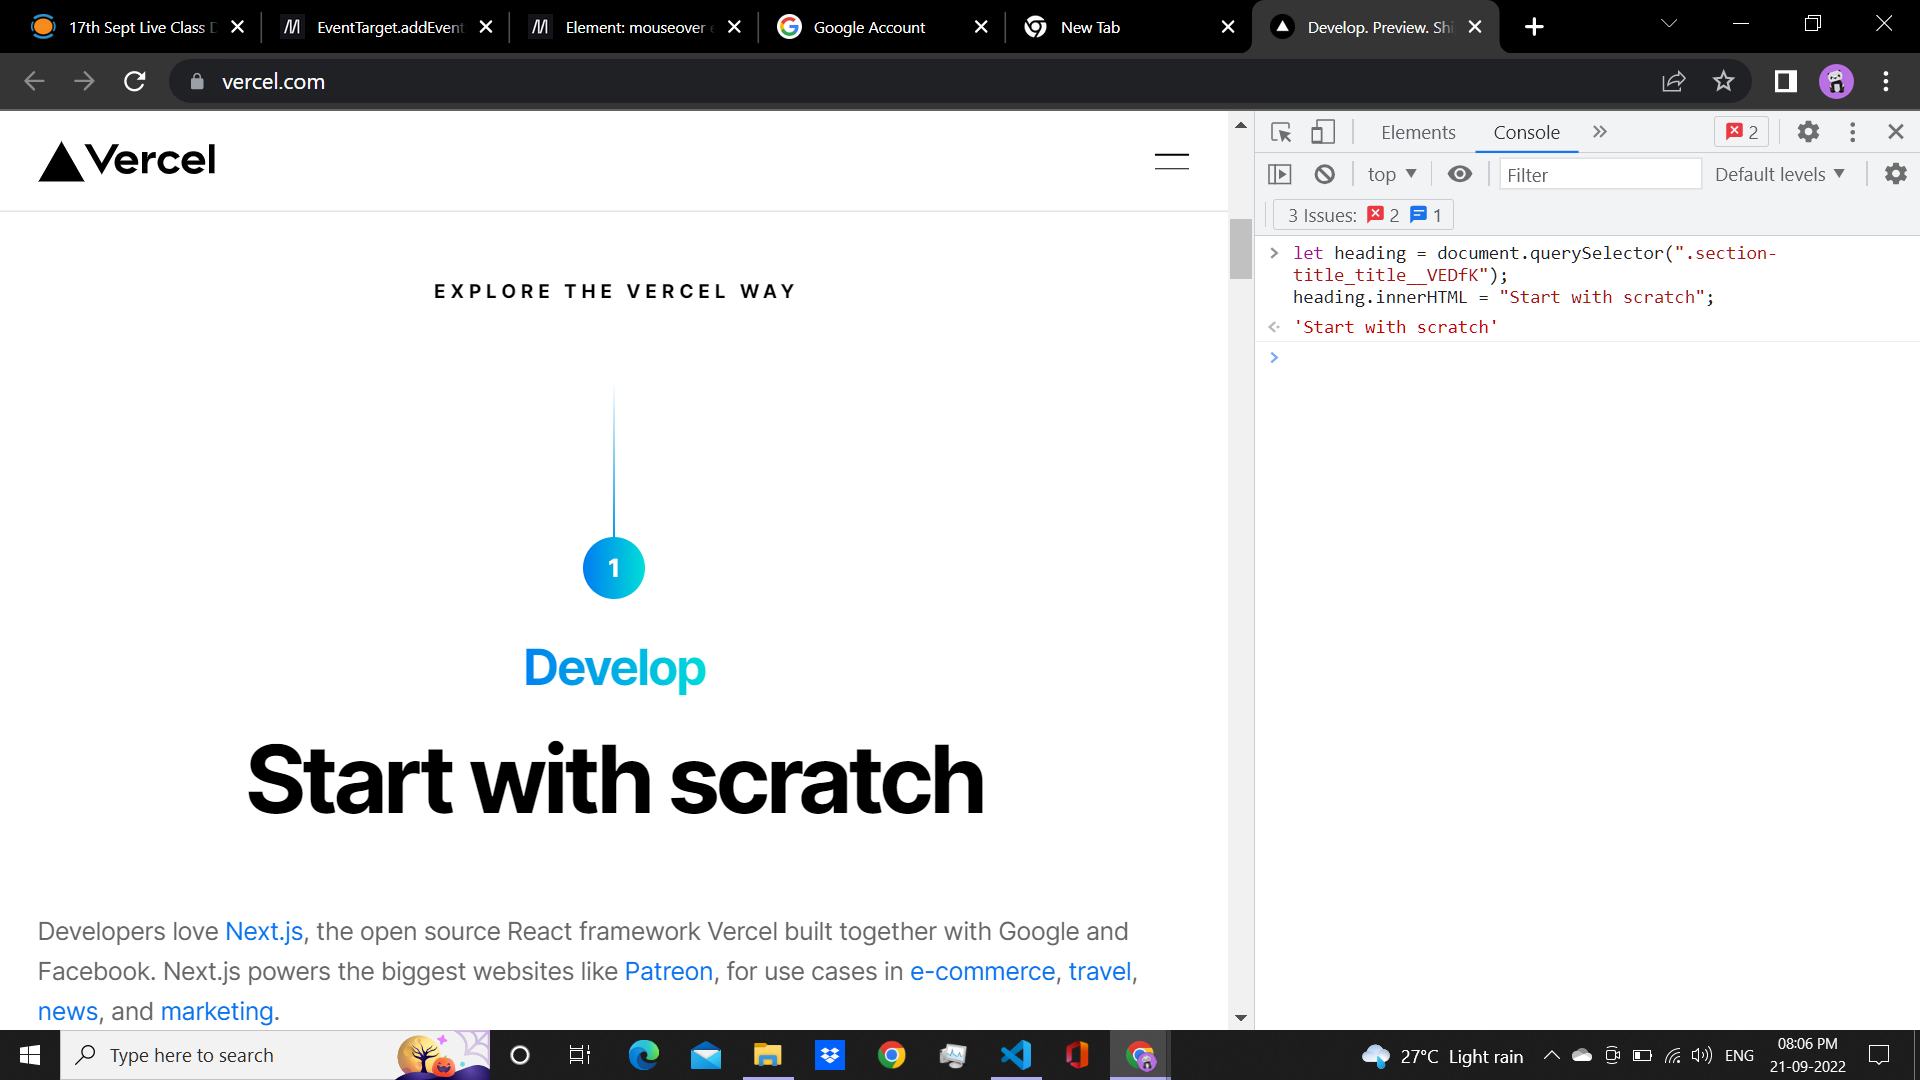 17th Sept Live Class D
EventTarget.addEvent
Element: mouseover e
Google Account
New Tab
Develop. Preview. Shi
vercel.com
Vercel
EXPLORE THE VERCEL WAY
1
Develop
Start with scratch
Developers love Next.js, the open source React framework Vercel built together with Google and
Facebook. Next.js powers the biggest websites like Patreon, for use cases in e-commerce, travel,
news, and marketing.
Elements
Console
2
top
Filter
Default levels
3 Issues: 2 1
let heading = document.querySelector(".section-
title_title__VEDfK");
heading.innerHTML = "Start with scratch";
'Start with scratch'
Type here to search
27°C Light rain
ENG
08:06 PM
21-09-2022